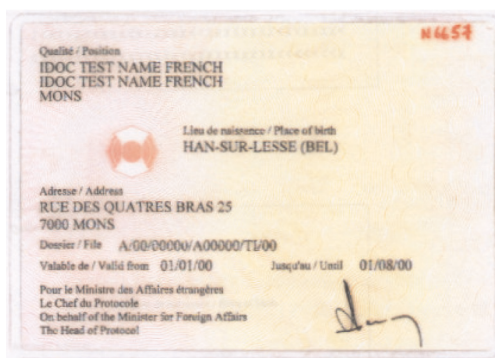 N4657
Qualité / Position
IDOC TEST NAME FRENCH
IDOC TEST NAME FRENCH
MONS
Lieu de naissance / Place of birth
HAN-SUR-LESSE (BEL)
Adresse / Address
RUE DES QUATRES BRAS 25
7000 MONS
Dossier / File A/00/00000/A00000/TI/00
Valable de / Valid from 01/01/00 Jusqu'au / Until 01/08/00
Pour le Ministre des Affaires étrangères
Le Chef du Protocole
On behalf of the Minister for Foreign Affairs
The Head of Protocol